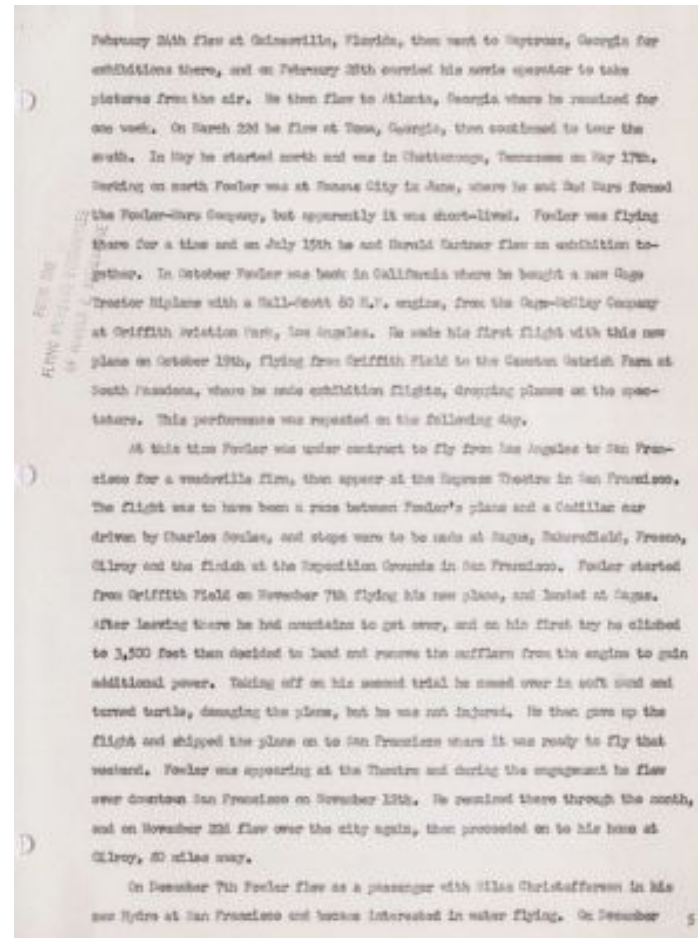 February 24th flew at Gainesville, Florida, then went to Waycross, Georgia for
exhibitions there, and on February 28th carried his movie operator to take
pictures from the air. He then flew to Atlanta, Georgia where he remained for
one week. On March 22d he flew at Georgia, then continued to tour the
south. In May he started north and was in Chattanooga, Tennessee on May 17th.
Working on north Fowler was at Kansas City in June, where he and Bud Mars formed
the Fowler-Mars Company, but apparently it was short-lived. Fowler was flying
there for a time and on July 15th he and Harold Kantner flew an exhibition to-
gether. In October Fowler was back in California where he bought a new Gage
Tractor Biplane with a Hall-Scott 60 H.P. engine, from the Gage-McClay Company
at Griffith Aviation Park, Los Angeles. He made his first flight with this new
plane on October 19th, flying from Griffith Field to the Cawston Ostrich Farm at
South Pasadena, where he made exhibition flights, dropping on the spec-
tators. This performance was repeated on the following day.
At this time Fowler was under contract to fly from Los Angeles to San Fran-
cisco for a vaudeville firm, then appear at the Empress Theatre in San Francisco.
The flight was to have been a race between Fowler's plane and a Cadillac car
driven by Charles Soules, and stops were to be made at Saugus, Bakersfield, Fresno,
Gilroy and the finish at the Exposition Grounds in San Francisco. Fowler started
from Griffith Field on November 7th flying his new plane, and landed at Saugus.
After leaving there he had mountains to get over, and on his first try he climbed
to 3,500 feet then decided to land and remove the mufflers from the engine to gain
additional power. Taking off on his second trial he nosed over in soft sand and
turned turtle, damaging the plane, but he was not injured. He then gave up the
flight and shipped the plane on to San Francisco where it was ready to fly that
weekend. Fowler was appearing at the Theatre and during the engagement he flew
over downtown San Francisco on November 12th. He remained there through the month,
and on November 22d flew over the city again, then proceeded on to his home at
Gilroy, 80 miles away.
On December 7th Fowler flew as a passenger with Silas Christofferson in his
new Hydro at San Francisco and became interested in water flying. On December
5
FROM THE
FLYING
OF HAROLD E. MOREHOUSE